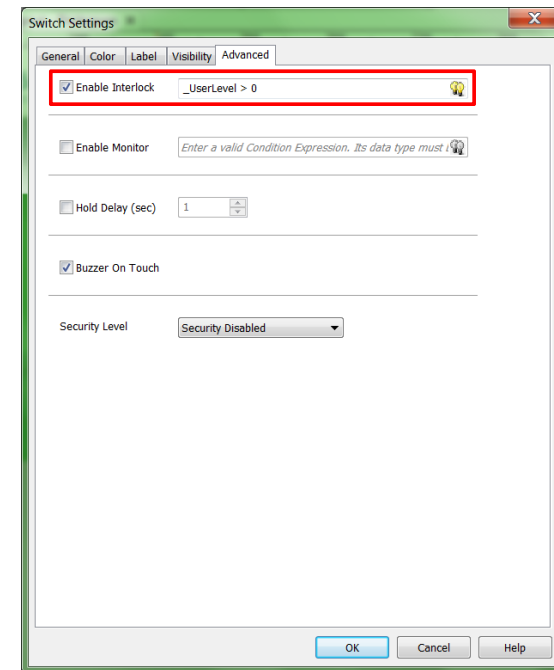 Switch Settings
General Color Label Visibility Advanced
Enable Interlock _UserLevel > 0
Enable Monitor Enter a valid Condition Expression. Its data type must
Hold Delay (sec) 1
Buzzer On Touch
Security Level Security Disabled
OK Cancel Help